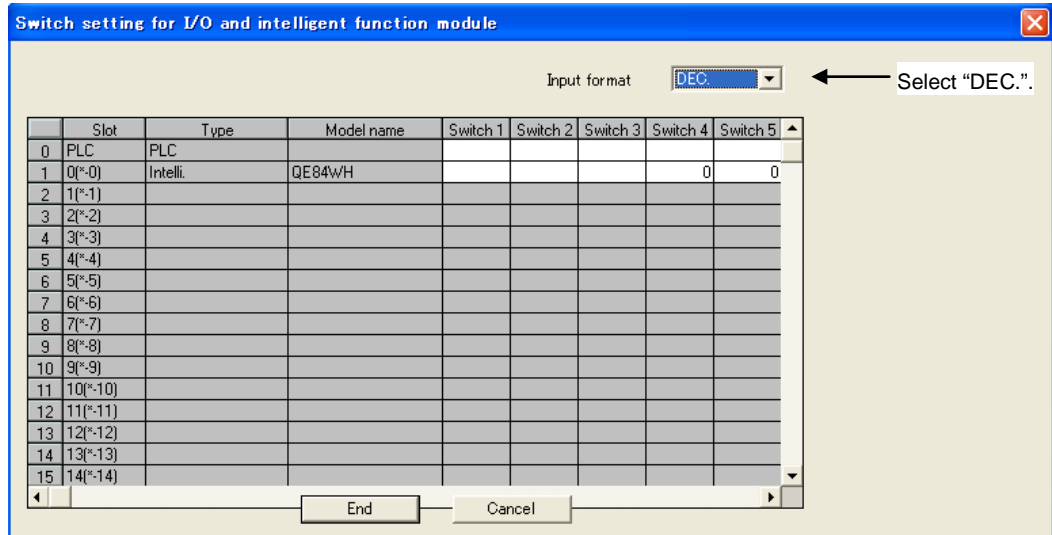 Switch setting for I/O and intelligent function module
Input format DEC. Select “DEC.”.
Slot Type Model name Switch 1 Switch 2 Switch 3 Switch 4 Switch 5
0 PLC PLC
1 0(*-0) Intelli. QE84WH 0 0
2 1(*-1)
3 2(*-2)
4 3(*-3)
5 4(*-4)
6 5(*-5)
7 6(*-6)
8 7(*-7)
9 8(*-8)
10 9(*-9)
11 10(*-10)
12 11(*-11)
13 12(*-12)
14 13(*-13)
15 14(*-14)
End Cancel